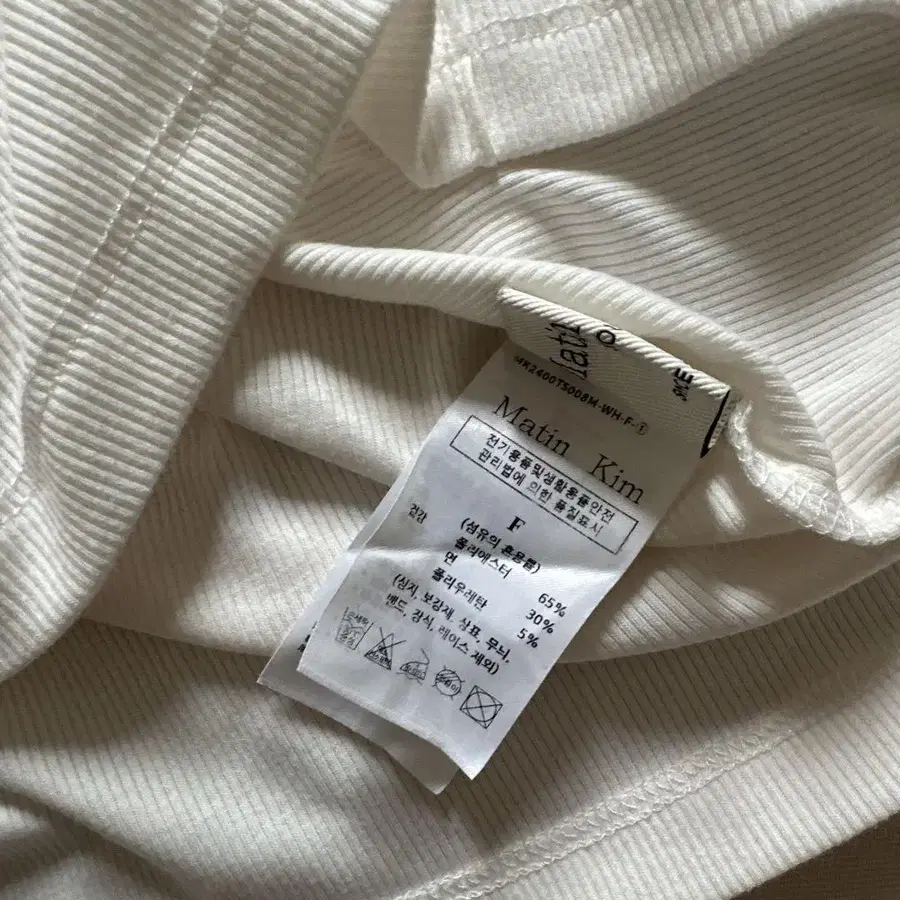 MK2400TS008M-WH-F-①
Matin Kim
전기용품및생활용품안전
관리법에 의한 품질표시
F
겉감 (섬유의 혼용률)
폴리에스터 65%
면 30%
폴리우레탄 5%
(심지, 보강재, 상표, 무늬,
밴드, 장식, 레이스 제외)